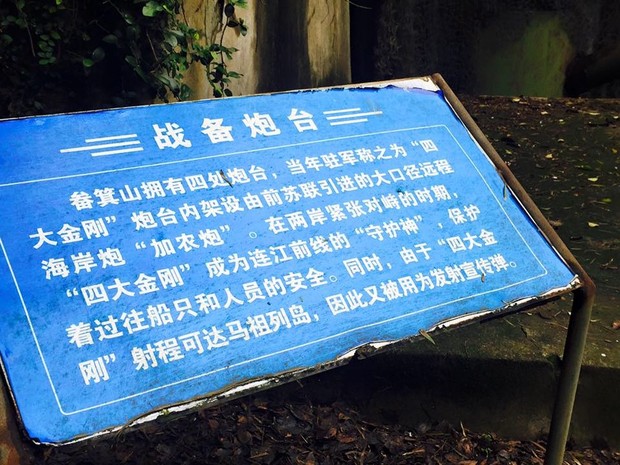 战备炮台
畚箕山拥有四处炮台，当年驻军称之为“四
大金刚”炮台内架设由前苏联引进的大口径远程
海岸炮“加农炮”。在两岸紧张对峙的时期，
“四大金刚”成为连江前线的“守护神”，保护
着过往船只和人员的安全。同时，由于“四大金
刚”射程可达马祖列岛，因此又被用为发射宣传弹。